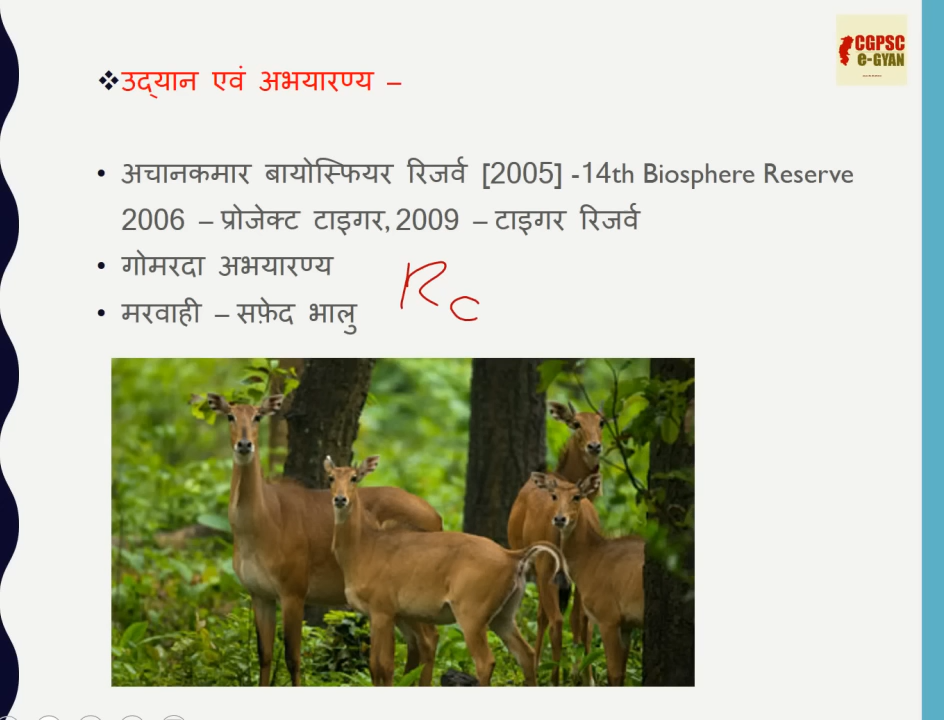 CGPSC
e-GYAN
❖उद्यान एवं अभयारण्य –
• अचानकमार बायोस्फियर रिजर्व [2005] -14th Biosphere Reserve
2006 – प्रोजेक्ट टाइगर, 2009 – टाइगर रिजर्व
• गोमरदा अभयारण्य
• मरवाही – सफ़ेद भालु